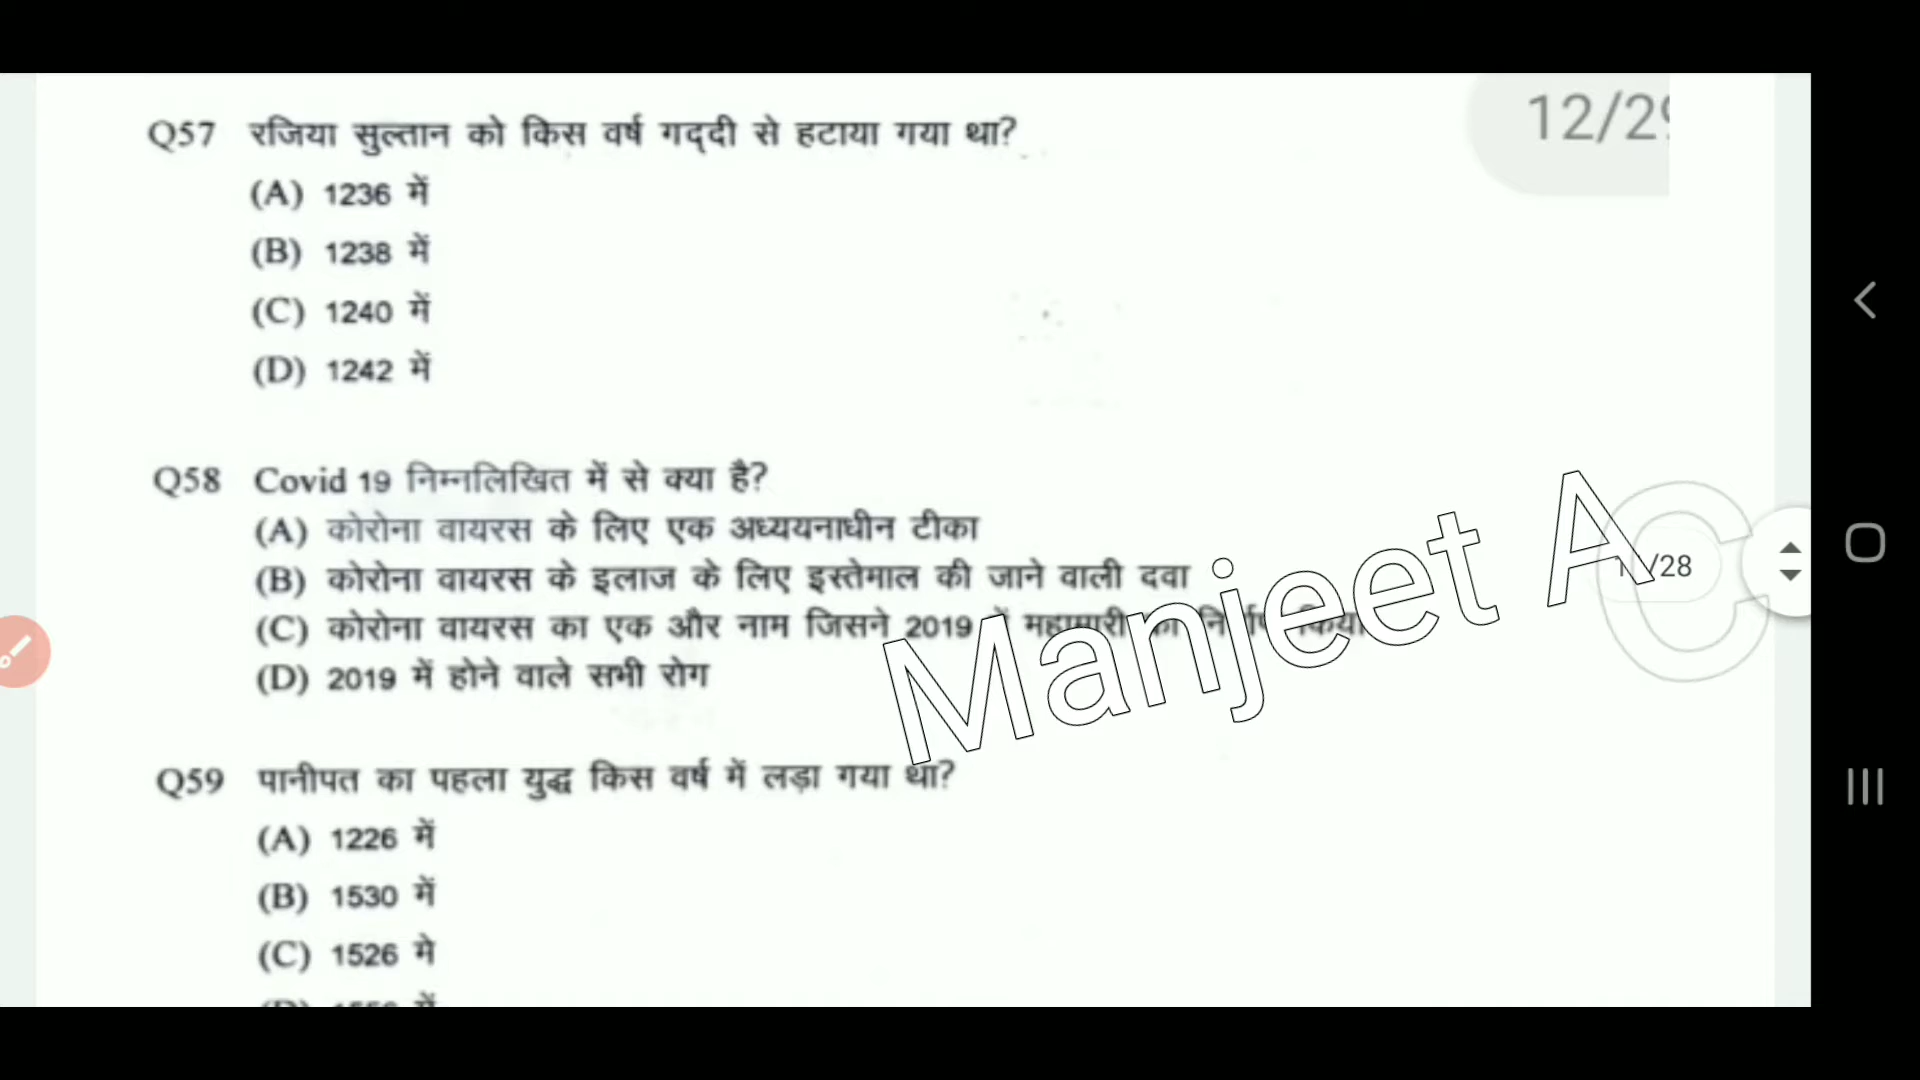 12/29
Q57 रजिया सुल्तान को किस वर्ष गद्दी से हटाया गया था?
(A) 1236 में
(B) 1238 में
(C) 1240 में
(D) 1242 में
Q58 Covid 19 निम्नलिखित में से क्या है?
(A) कोरोना वायरस के लिए एक अध्ययनाधीन टीका
(B) कोरोना वायरस के इलाज के लिए इस्तेमाल की जाने वाली दवा
(C) कोरोना वायरस का एक और नाम जिसने 2019 में महामारी का निर्माण किया
(D) 2019 में होने वाले सभी रोग
/28
Manjeet A
Q59 पानीपत का पहला युद्ध किस वर्ष में लड़ा गया था?
(A) 1226 में
(B) 1530 में
(C) 1526 मे